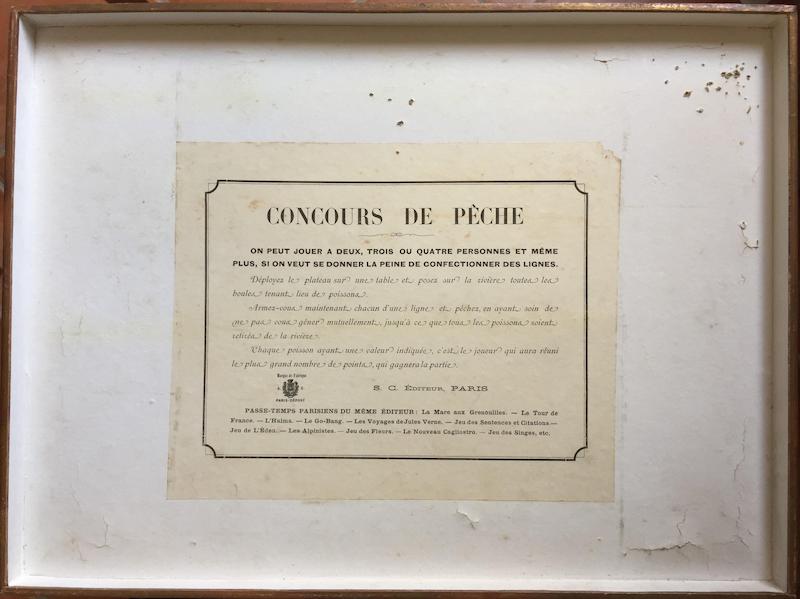 CONCOURS DE PÈCHE
ON PEUT JOUER A DEUX, TROIS OU QUATRE PERSONNES ET MÊME
PLUS, SI ON VEUT SE DONNER LA PEINE DE CONFECTIONNER DES LIGNES.
Déployez le plateau sur une table et posez sur la rivière toutes les
boules tenant lieu de poissons.
Armez-vous maintenant chacun d'une ligne et pêchez, en ayant soin de
ne pas vous gêner mutuellement, jusqu'à ce que tous les poissons soient
retirés de la rivière.
Chaque poisson ayant une valeur indiquée, c'est le joueur qui aura réuni
le plus grand nombre de points, qui gagnera la partie.
Marque de Fabrique
S. C.
PARIS-DÉPOSÉ
S. C. ÉDITEUR, PARIS
PASSE-TEMPS PARISIENS DU MÊME ÉDITEUR: La Mare aux Grenouilles. — Le Tour de
France. — L'Halma. — Le Go-Bang. — Les Voyages de Jules Verne. — Jeu des Sentences et Citations —
Jeu de L'Éden. — Les Alpinistes. — Jeu des Fleurs. — Le Nouveau Cagliostro. — Jeu des Singes, etc.